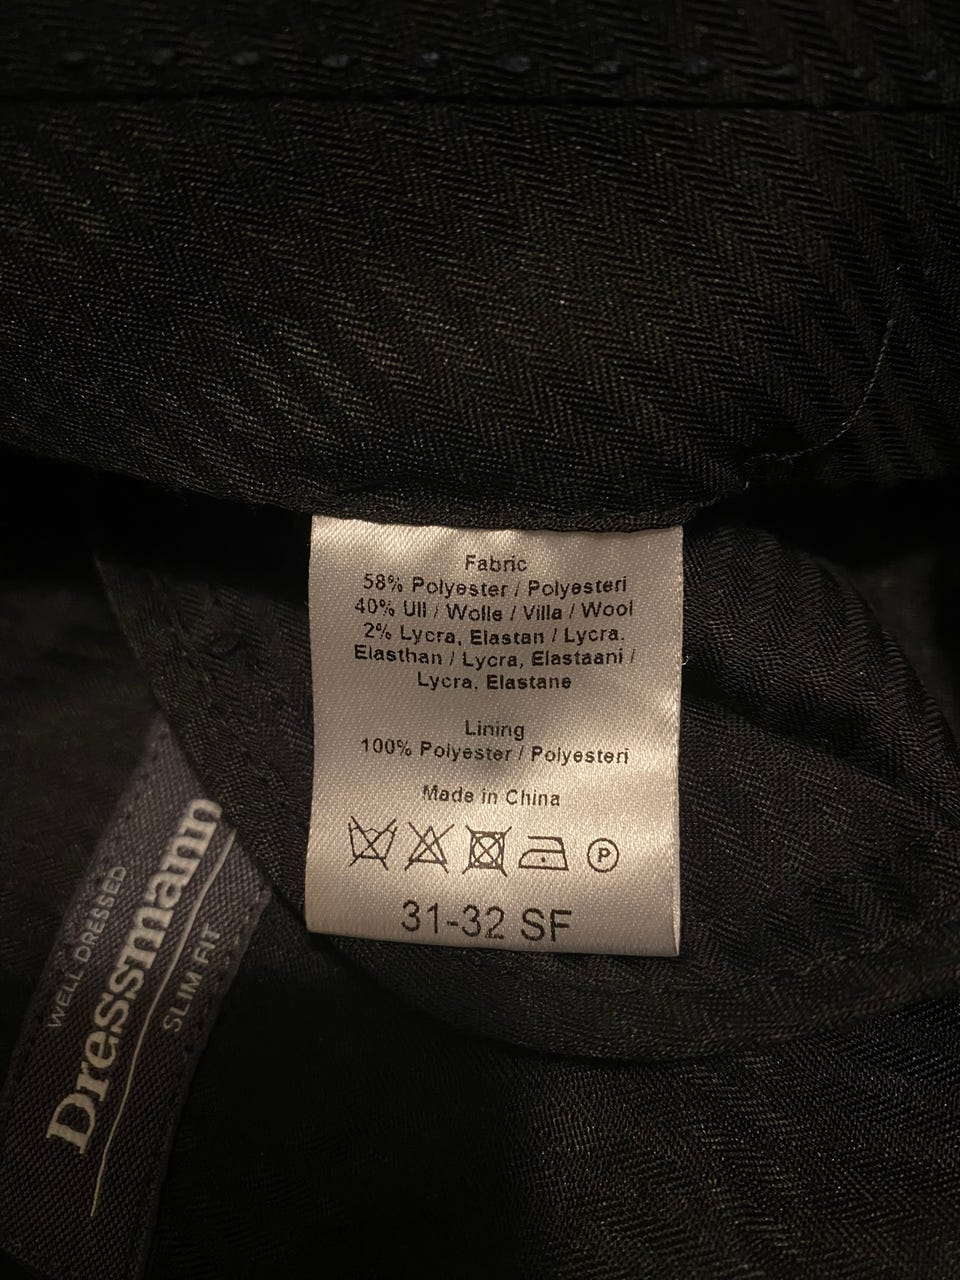 Fabric
58% Polyester / Polyesteri
40% Ull / Wolle / Villa / Wool
2% Lycra, Elastan / Lycra.
Elasthan / Lycra, Elastaani /
Lycra, Elastane
Lining
100% Polyester / Polyesteri
Made in China
P
31-32 SF
WELL DRESSED
Dressmann
SLIM FIT